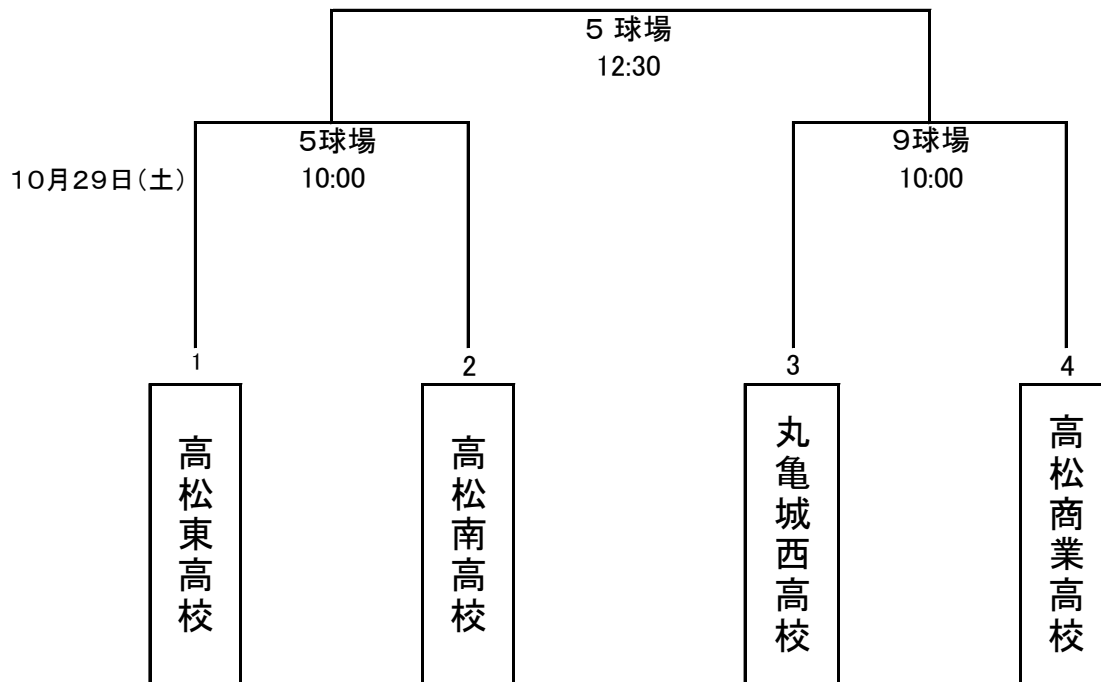 ５ 球場
12:30
５球場
９球場
１０月２９日（土）
10:00
10:00
1
2
3
4
高松東高校
高松南高校
丸亀城西高校
高松商業高校